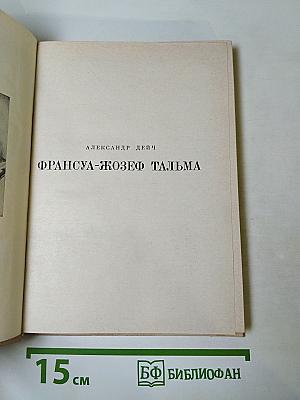 АЛЕКСАНДР ДЕЙЧ
ФРАНСУА-ЖОЗЕФ ТАЛЬМА
15 см
БФ БИБЛИОФАН